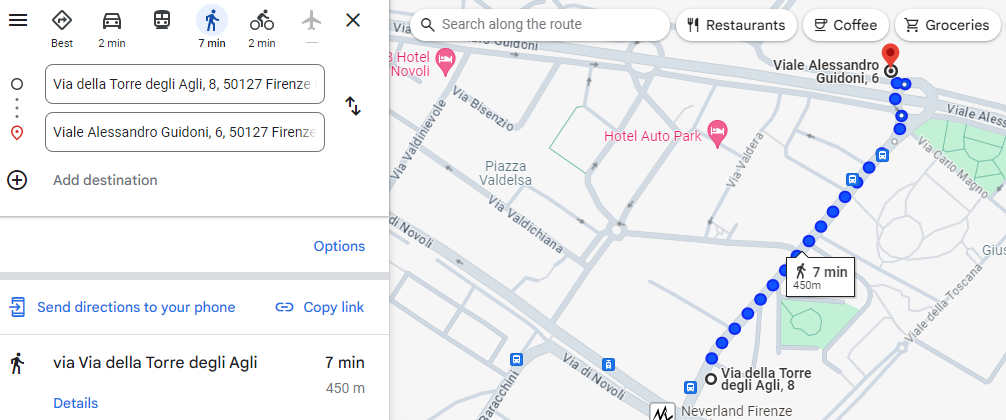 Best
2 min
7 min
2 min
—
Via della Torre degli Agli, 8, 50127 Firenze
Viale Alessandro Guidoni, 6, 50127 Firenze
Add destination
Options
Send directions to your phone
Copy link
via Via della Torre degli Agli
7 min
450 m
Details
Search along the route
Restaurants
Coffee
Groceries
Guidoni
Hotel
Novoli
Viale Alessandro
Guidoni, 6
Viale Aless
Via Bisenzio
Via Valdinievole
Hotel Auto Park
Via Valdera
Via Carlo Magno
Piazza
Valdelsa
Via Valdichiana
di Novoli
Gius
7 min
450m
Viale della Toscana
Via della Torre
degli Agli, 8
Via di Novoli
Baracchini
Neverland Firenze